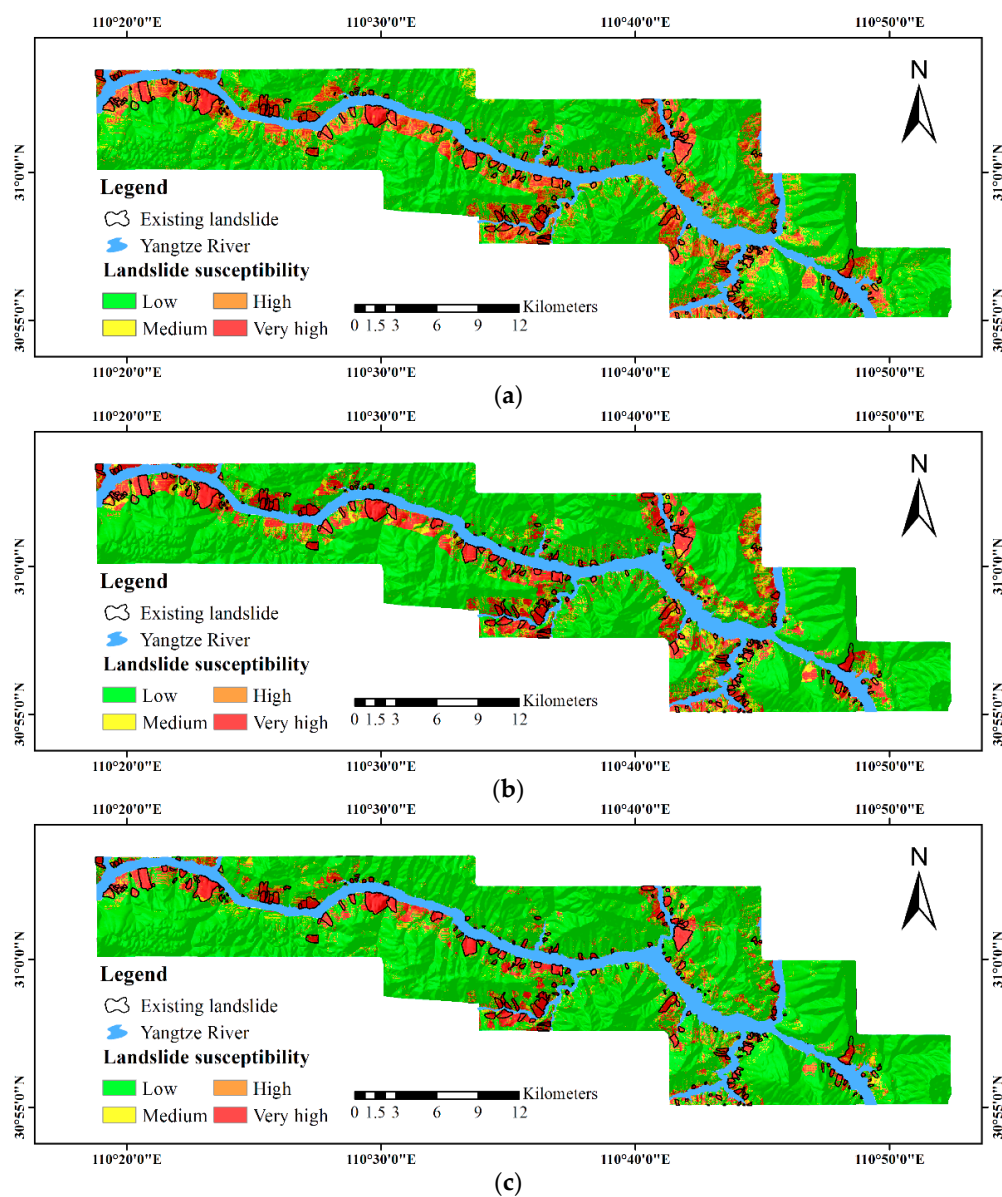 110°20'0"E 110°30'0"E 110°40'0"E 110°50'0"E
N
31°0'0"N 31°0'0"N
Legend
Existing landslide
Yangtze River
Landslide susceptibility
Low High
Medium Very high
Kilometers
0 1.5 3 6 9 12
30°55'0"N 30°55'0"N
110°20'0"E 110°30'0"E 110°40'0"E 110°50'0"E
(a)
110°20'0"E 110°30'0"E 110°40'0"E 110°50'0"E
N
31°0'0"N 31°0'0"N
Legend
Existing landslide
Yangtze River
Landslide susceptibility
Low High
Medium Very high
Kilometers
0 1.5 3 6 9 12
30°55'0"N 30°55'0"N
110°20'0"E 110°30'0"E 110°40'0"E 110°50'0"E
(b)
110°20'0"E 110°30'0"E 110°40'0"E 110°50'0"E
N
31°0'0"N 31°0'0"N
Legend
Existing landslide
Yangtze River
Landslide susceptibility
Low High
Medium Very high
Kilometers
0 1.5 3 6 9 12
30°55'0"N 30°55'0"N
110°20'0"E 110°30'0"E 110°40'0"E 110°50'0"E
(c)